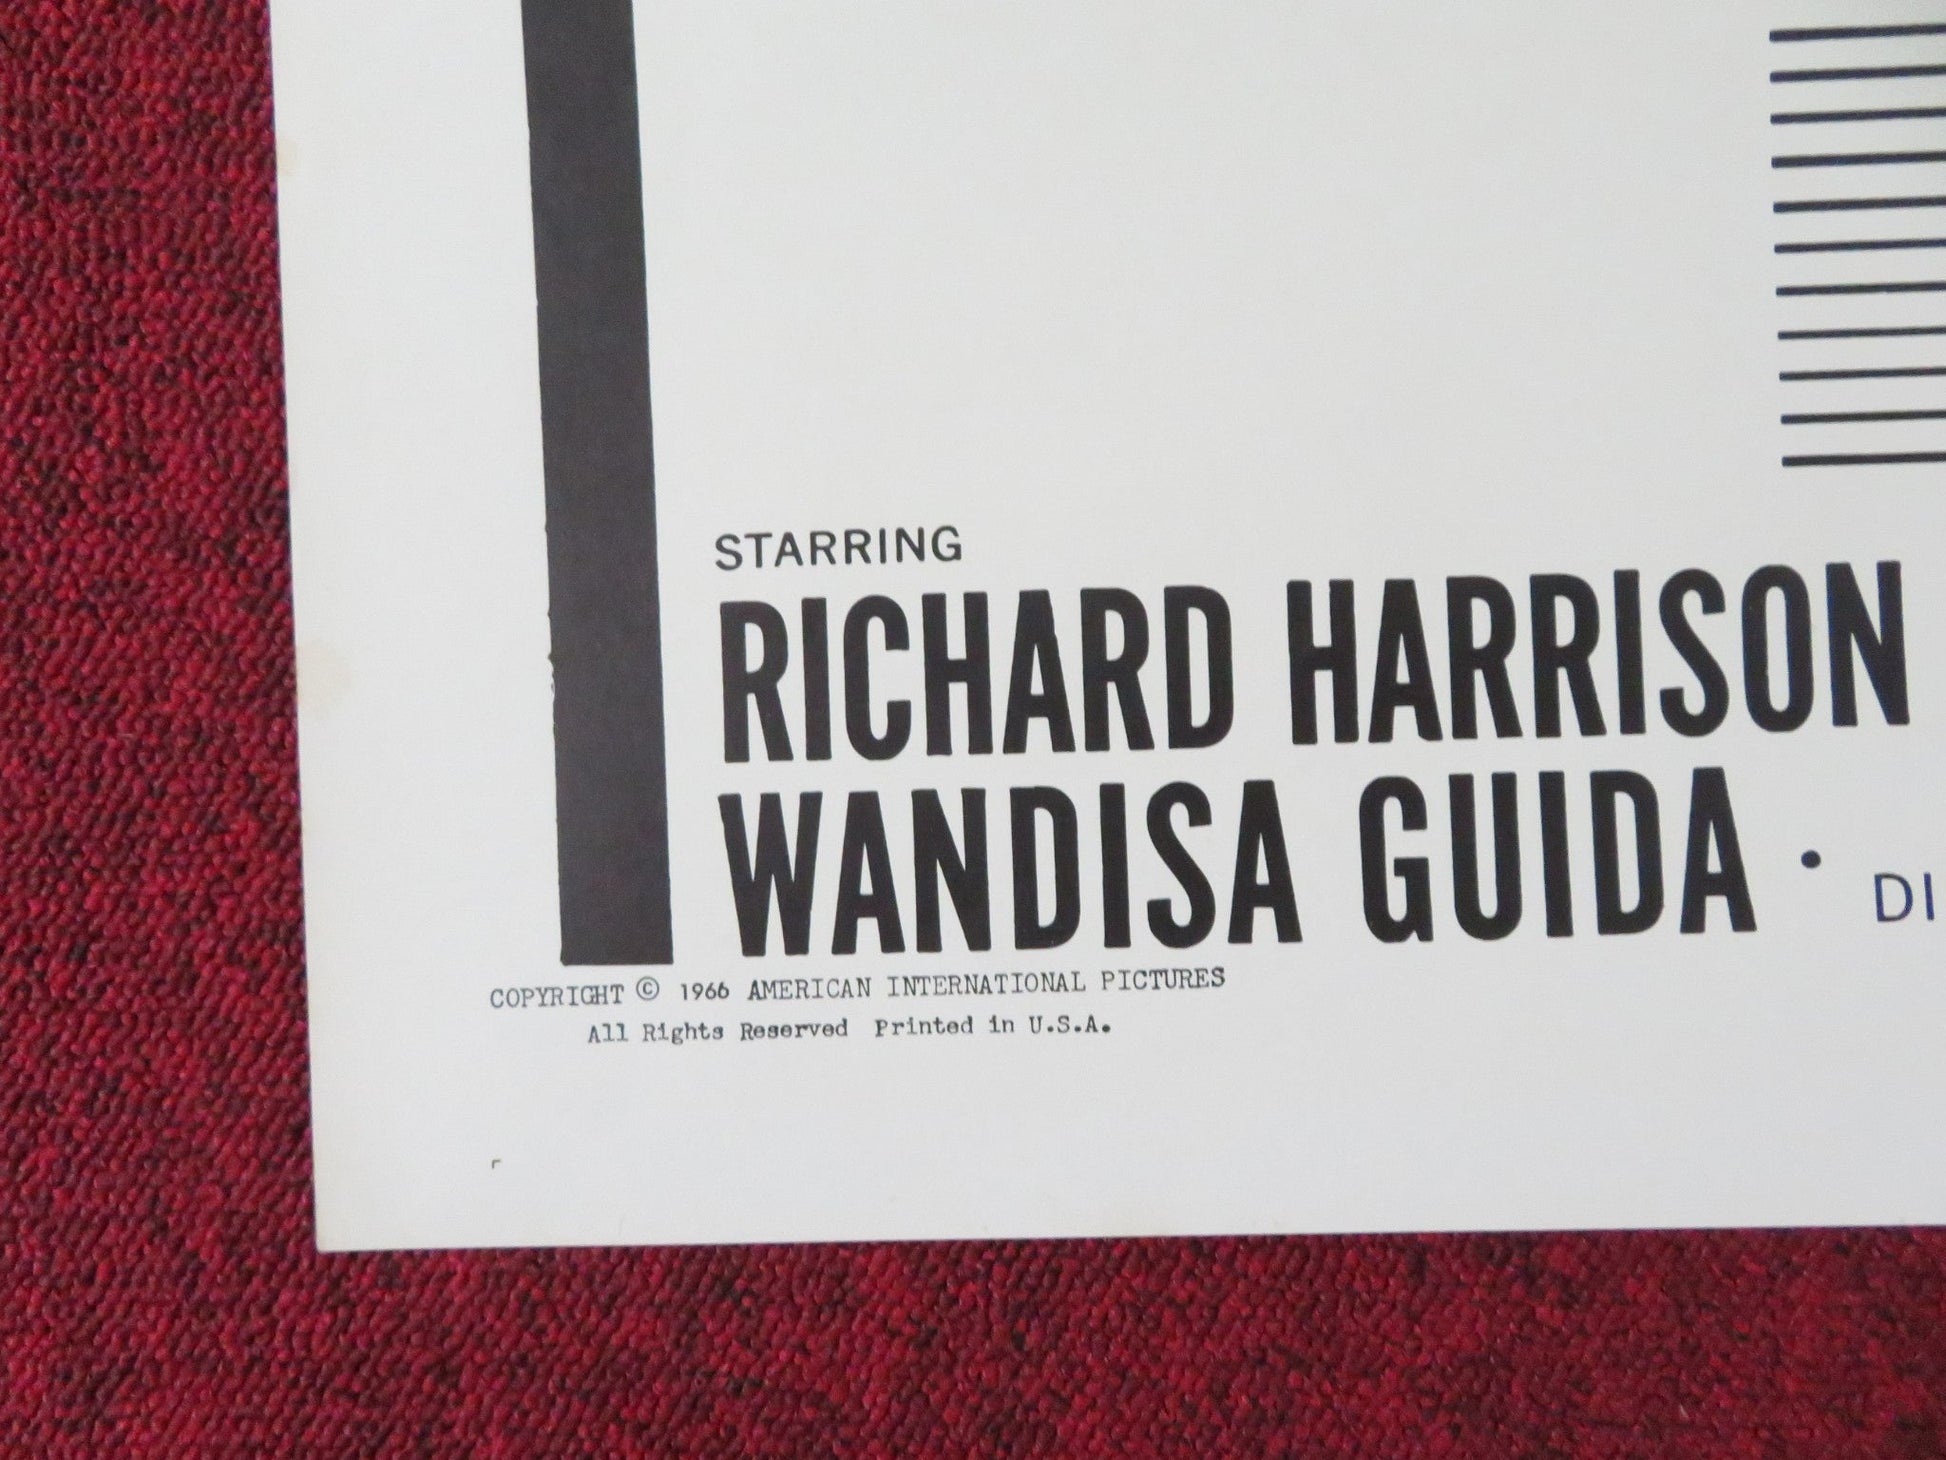 STARRING
RICHARD HARRISON
WANDISA GUIDA ·
COPYRIGHT © 1966 AMERICAN INTERNATIONAL PICTURES
All Rights Reserved Printed in U.S.A.